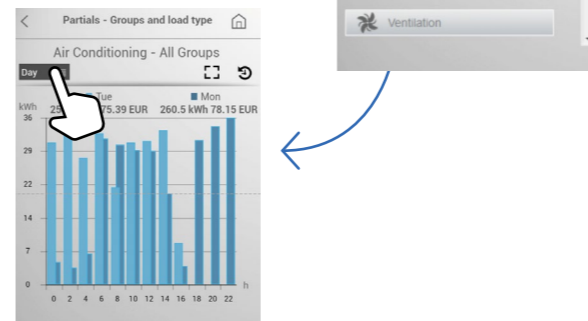 Partials - Groups and load type
Air Conditioning - All Groups
Day
Tue
Mon
kWh
75.39 EUR
260.5 kWh 78.15 EUR
36
29
22
14
7
0
0 2 4 6 8 10 12 14 16 18 20 22
h
Ventilation